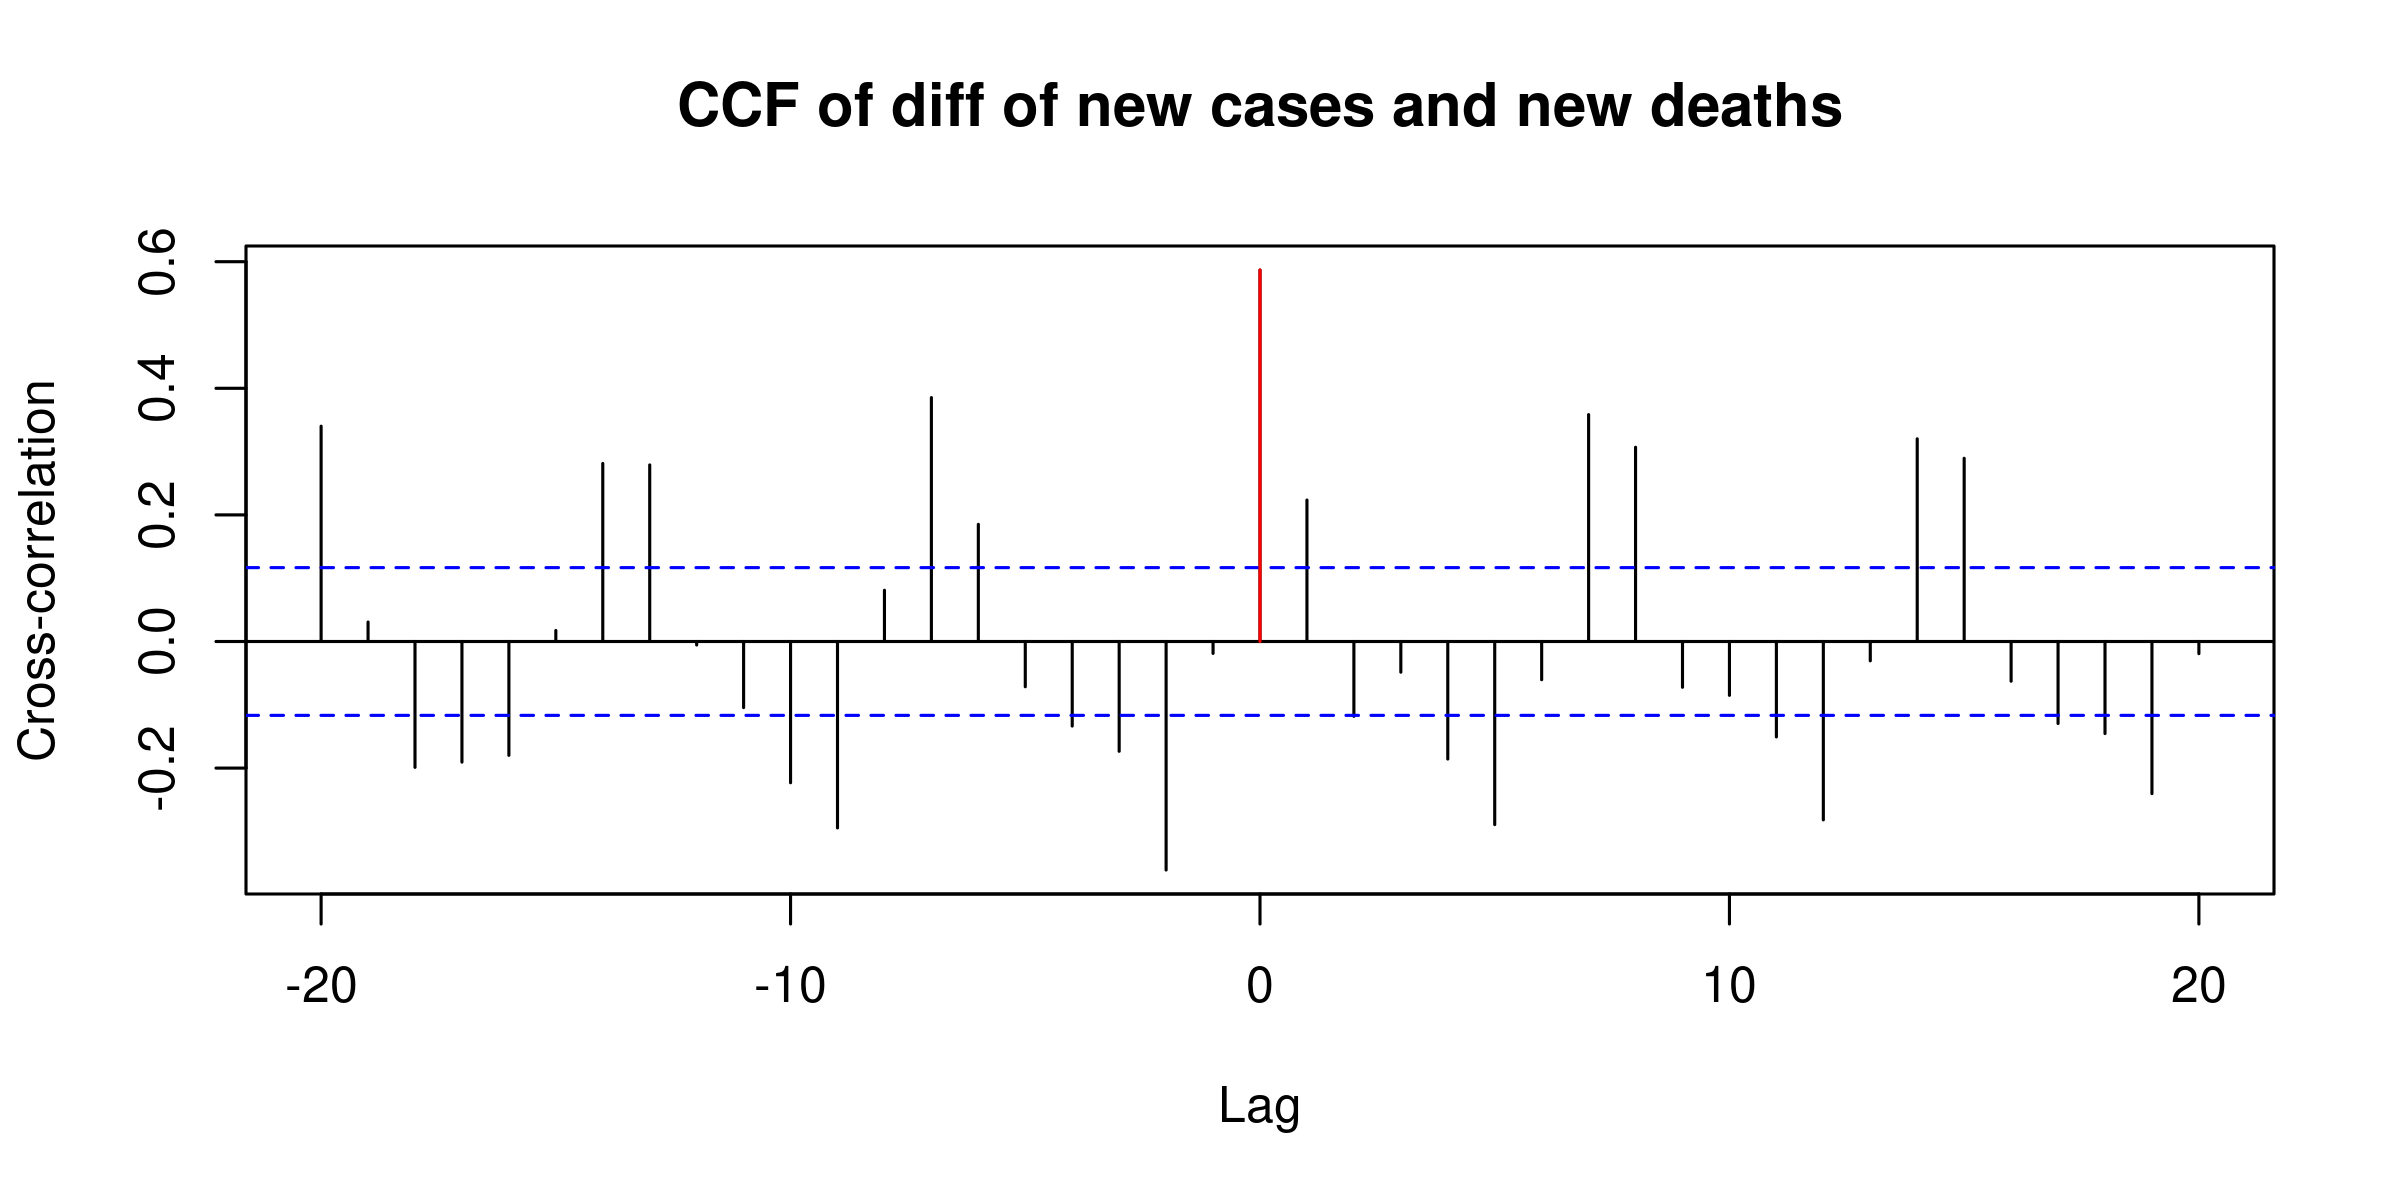 CCF of diff of new cases and new deaths
Cross-correlation
0.6
0.4
0.2
0.0
-0.2
-20 -10 0 10 20
Lag